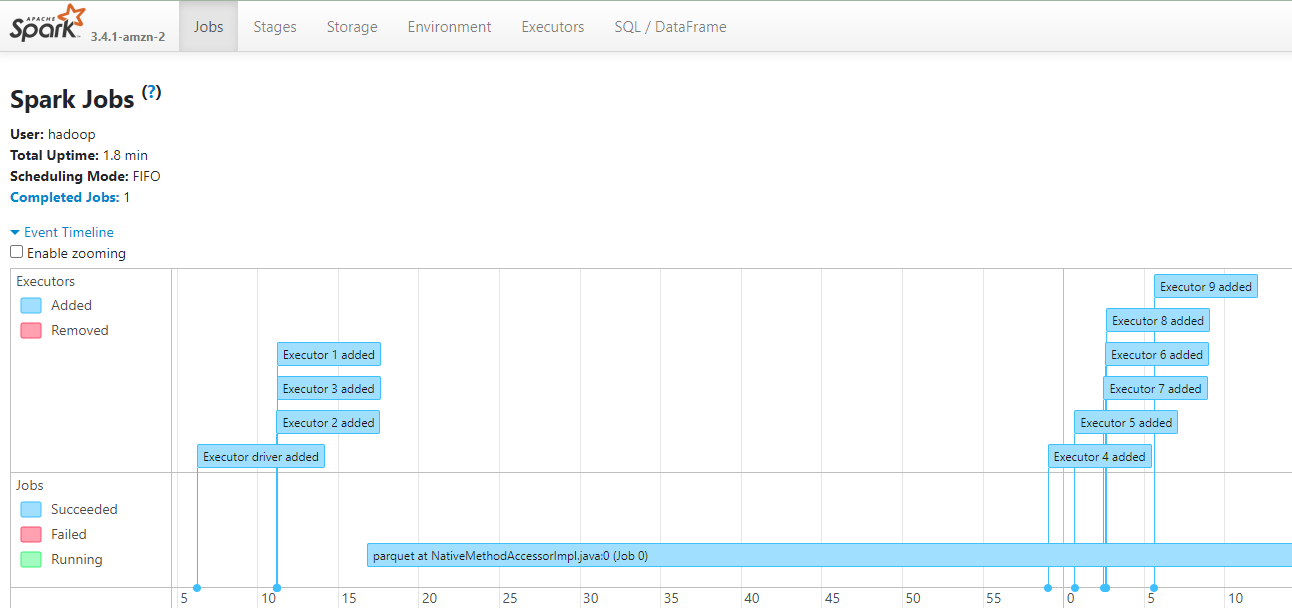 APACHE
Spark 3.4.1-amzn-2 Jobs Stages Storage Environment Executors SQL / DataFrame
Spark Jobs (?)
User: hadoop
Total Uptime: 1.8 min
Scheduling Mode: FIFO
Completed Jobs: 1
Event Timeline
Enable zooming
Executors
Added
Removed
Executor 9 added
Executor 8 added
Executor 1 added Executor 6 added
Executor 3 added Executor 7 added
Executor 2 added Executor 5 added
Executor driver added Executor 4 added
Jobs
Succeeded
Failed
Running
parquet at NativeMethodAccessorImpl.java:0 (Job 0)
5 10 15 20 25 30 35 40 45 50 55 0 5 10